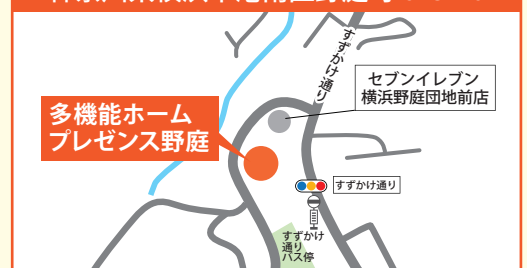 すずかけ通り
セブンイレブン
横浜野庭団地前店
多機能ホーム
プレゼンス野庭
すずかけ通り
すずかけ
通り
バス停